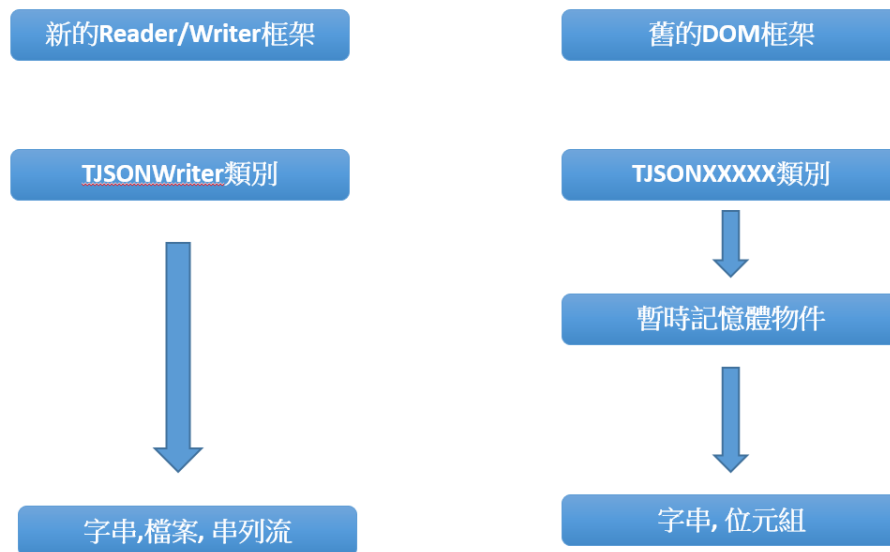 新的Reader/Writer框架
舊的DOM框架
TJSONWriter類別
TJSONXXXXX類別
暫時記憶體物件
字串,檔案, 串列流
字串, 位元組